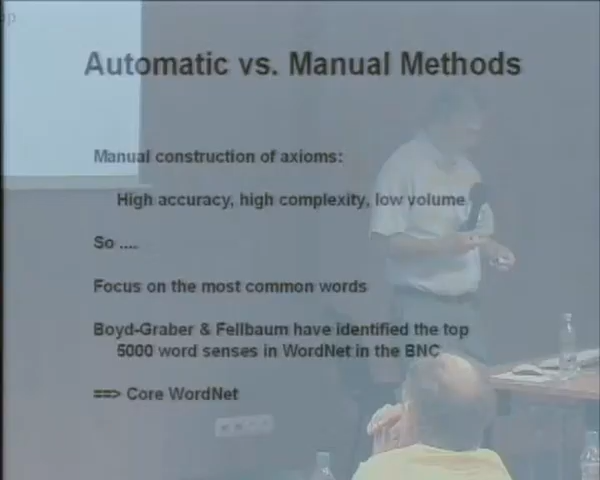 Automatic vs. Manual Methods
Manual construction of axioms:
High accuracy, high complexity, low volume
So ....
Focus on the most common words
Boyd-Graber & Fellbaum have identified the top
5000 word senses in WordNet in the BNC
==> Core WordNet